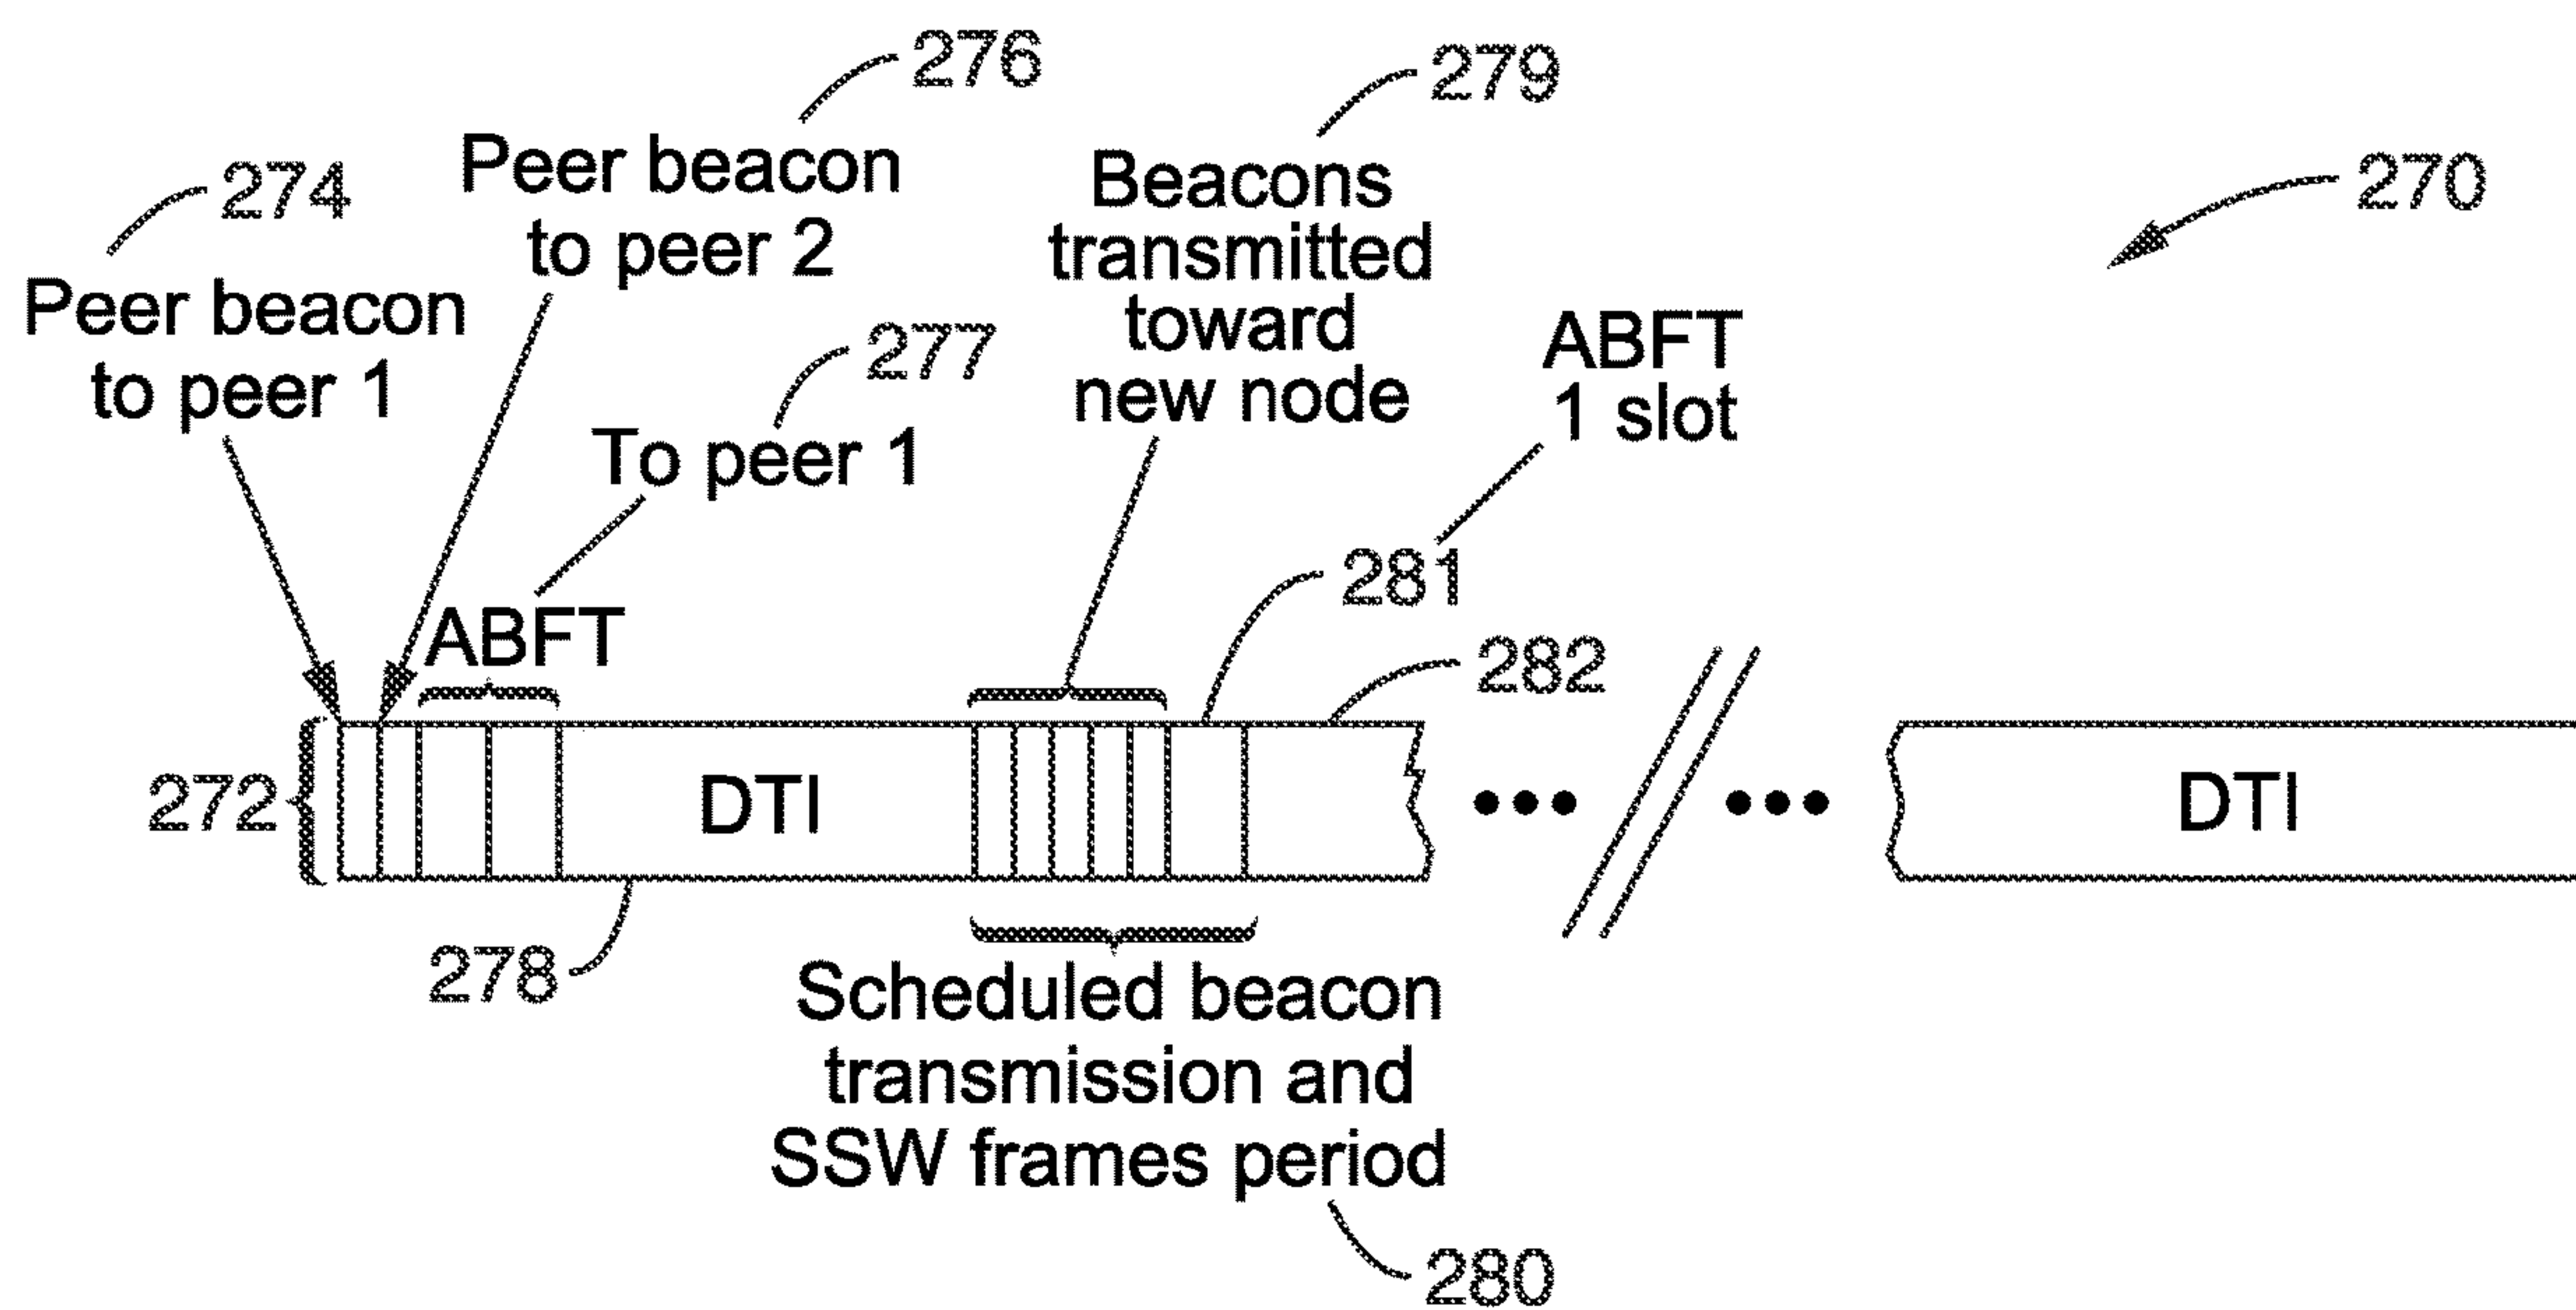 276
279
274
Peer beacon
to peer 2
Beacons
transmitted
toward
new node
270
Peer beacon
to peer 1
277
To peer 1
ABFT
1 slot
281
ABFT
282
272
DTI
DTI
278
Scheduled beacon
transmission and
SSW frames period
280